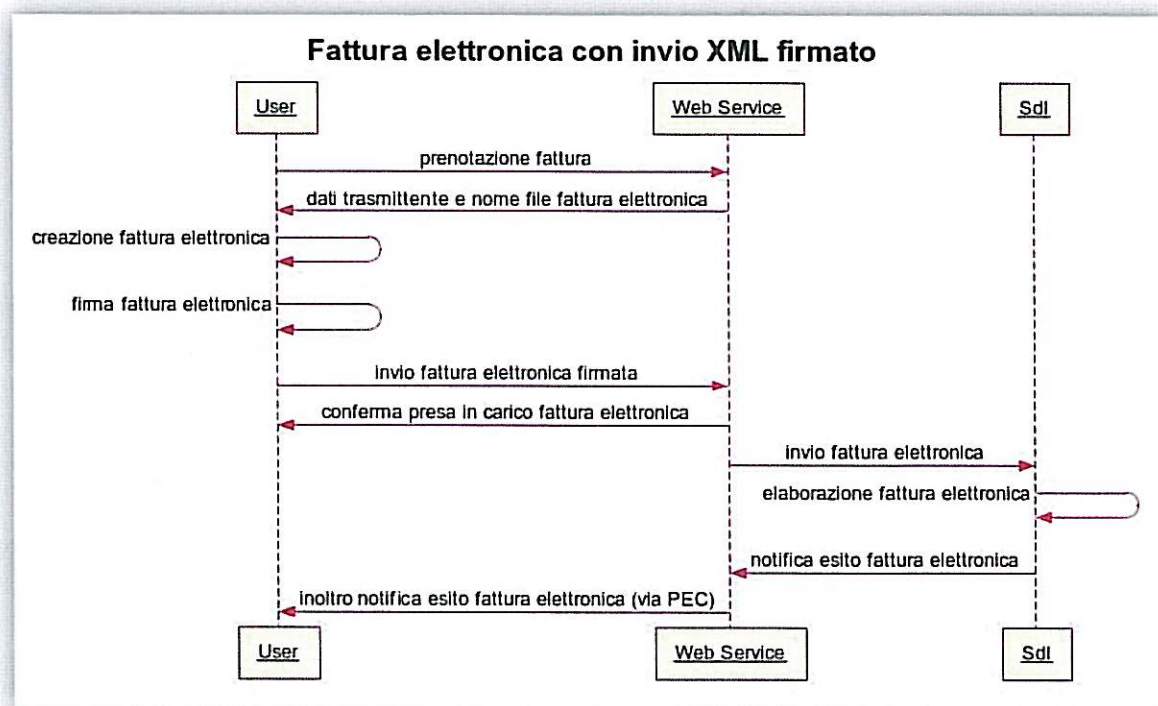 Fattura elettronica con invio XML firmato
User
Web Service
SdI
prenotazione fattura
dati trasmittente e nome file fattura elettronica
creazione fattura elettronica
firma fattura elettronica
invio fattura elettronica firmata
conferma presa in carico fattura elettronica
invio fattura elettronica
elaborazione fattura elettronica
notifica esito fattura elettronica
inoltro notifica esito fattura elettronica (via PEC)
User
Web Service
SdI